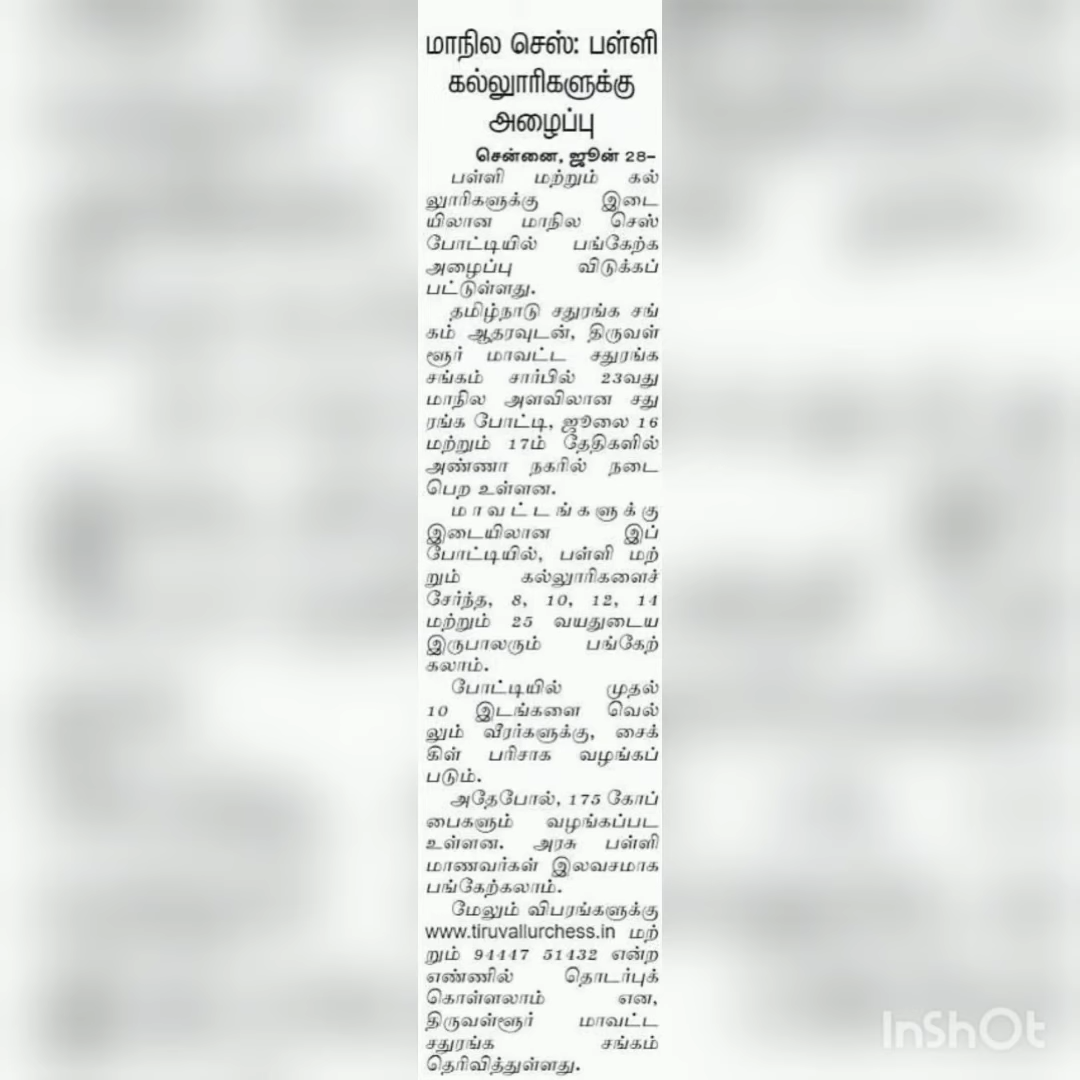 மாநில செஸ்: பள்ளி
கல்லூரிகளுக்கு
அழைப்பு
சென்னை, ஜூன் 28–
பள்ளி மற்றும் கல்
லூரிகளுக்கு இடை
யிலான மாநில செஸ்
போட்டியில் பங்கேற்க
அழைப்பு விடுக்கப்
பட்டுள்ளது.
தமிழ்நாடு சதுரங்க சங்
கம் ஆதரவுடன், திருவள்
ளூர் மாவட்ட சதுரங்க
சங்கம் சார்பில் 23வது
மாநில அளவிலான சது
ரங்க போட்டி, ஜூலை 16
மற்றும் 17ம் தேதிகளில்
அண்ணா நகரில் நடை
பெற உள்ளன.
மாவட்டங்களுக்கு
இடையிலான இப்
போட்டியில், பள்ளி மற்
றும் கல்லூரிகளைச்
சேர்ந்த, 8, 10, 12, 14
மற்றும் 25 வயதுடைய
இருபாலரும் பங்கேற்
கலாம்.
போட்டியில் முதல்
10 இடங்களை வெல்
லும் வீரர்களுக்கு, சைக்
கிள் பரிசாக வழங்கப்
படும்.
அதேபோல், 175 கோப்
பைகளும் வழங்கப்பட
உள்ளன. அரசு பள்ளி
மாணவர்கள் இலவசமாக
பங்கேற்கலாம்.
மேலும் விபரங்களுக்கு
www.tiruvallurchess.in மற்
றும் 94447 51432 என்ற
எண்ணில் தொடர்புக்
கொள்ளலாம் என,
திருவள்ளூர் மாவட்ட
சதுரங்க சங்கம்
தெரிவித்துள்ளது.
InShOt